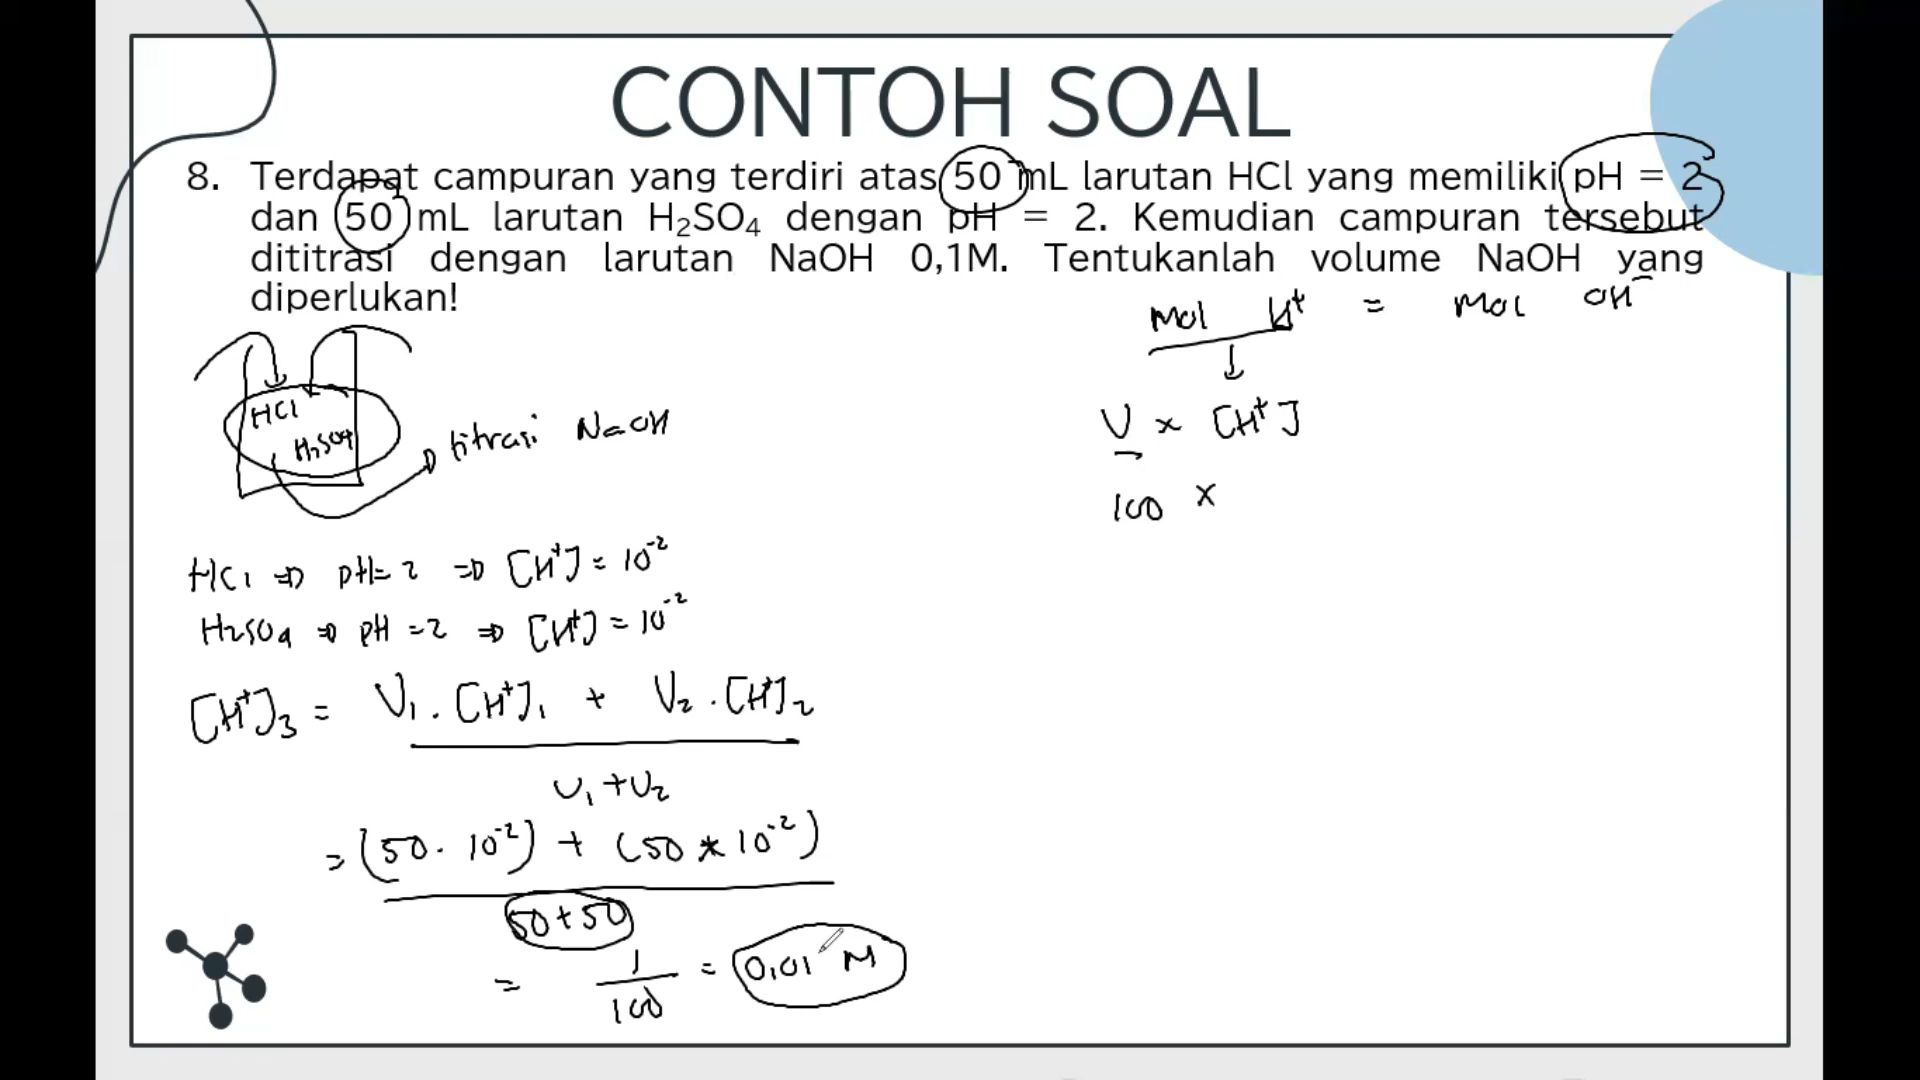 CONTOH SOAL
8. Terdapat campuran yang terdiri atas 50 mL larutan HCl yang memiliki pH = 2
dan 50 mL larutan H₂SO₄ dengan pH = 2. Kemudian campuran tersebut
dititrasi dengan larutan NaOH 0,1M. Tentukanlah volume NaOH yang
diperlukan!
Mol H⁺ = Mol OH⁻
↓
V × [H⁺]
100 ×
HCl
H₂SO₄
titrasi NaOH
HCl ⇒ pH = 2 ⇒ [H⁺] = 10⁻²
H₂SO₄ ⇒ pH = 2 ⇒ [H⁺] = 10⁻²
[H⁺]₃ = V₁ . [H⁺]₁ + V₂ . [H⁺]₂
V₁ + V₂
= (50 . 10⁻²) + (50 * 10⁻²)
50 + 50
= 1/100 = 0,01 M